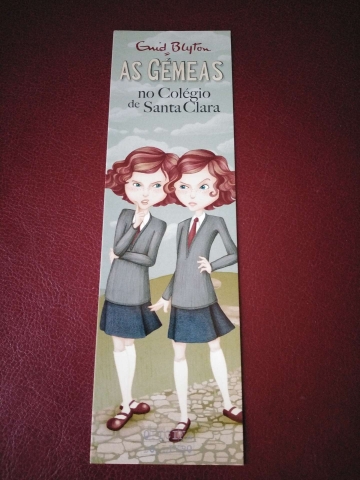 Enid Blyton
AS GÉMEAS
no Colégio
de Santa Clara